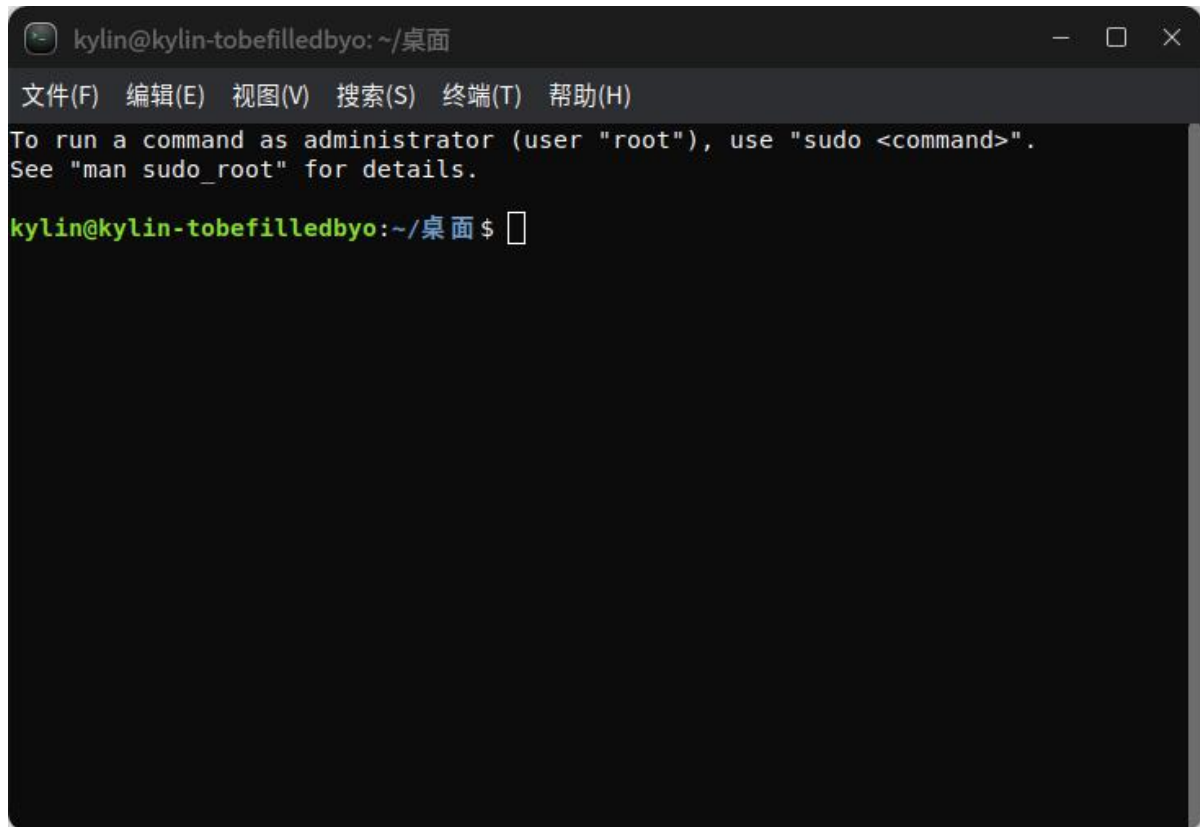 kylin@kylin-tobefilledbyo: ~/桌面
文件(F) 编辑(E) 视图(V) 搜索(S) 终端(T) 帮助(H)
To run a command as administrator (user "root"), use "sudo <command>".
See "man sudo_root" for details.
kylin@kylin-tobefilledbyo:~/桌面$